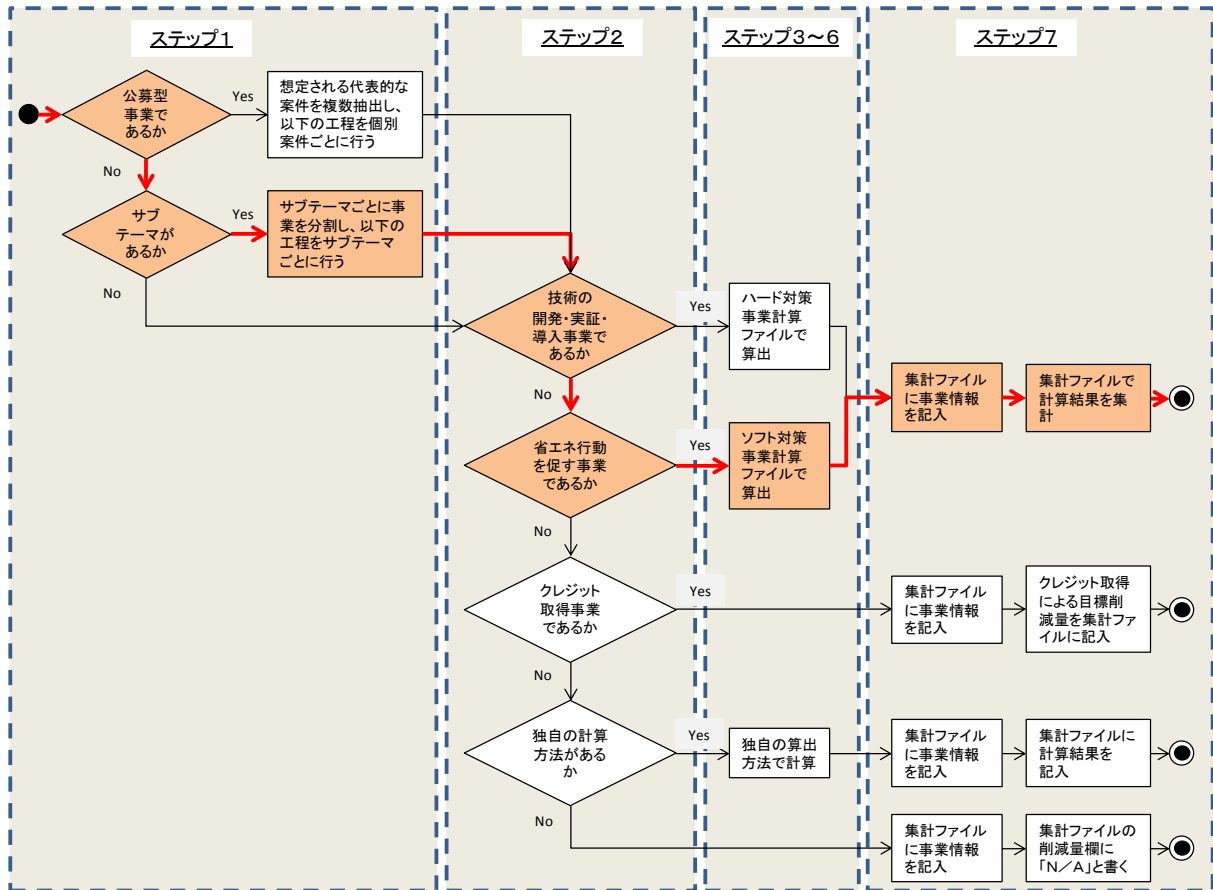 ステップ1
ステップ2
ステップ3~6
ステップ7
公募型
事業で
あるか
Yes
想定される代表的な
案件を複数抽出し、
以下の工程を個別
案件ごとに行う
No
サブ
テーマが
あるか
Yes
サブテーマごとに事
業を分割し、以下の
工程をサブテーマ
ごとに行う
No
技術の
開発・実証・
導入事業で
あるか
Yes
ハード対策
事業計算
ファイルで
算出
No
集計ファイル
に事業情報
を記入
集計ファイルで
計算結果を集
計
省エネ行動
を促す事業
であるか
Yes
ソフト対策
事業計算
ファイルで
算出
No
クレジット
取得事業
であるか
Yes
集計ファイル
に事業情報
を記入
クレジット取得
による目標削
減量を集計ファ
イルに記入
No
独自の計算
方法がある
か
Yes
独自の算出
方法で計算
集計ファイル
に事業情報
を記入
集計ファイルに
計算結果を
記入
No
集計ファイル
に事業情報
を記入
集計ファイルの
削減量欄に
「N/A」と書く